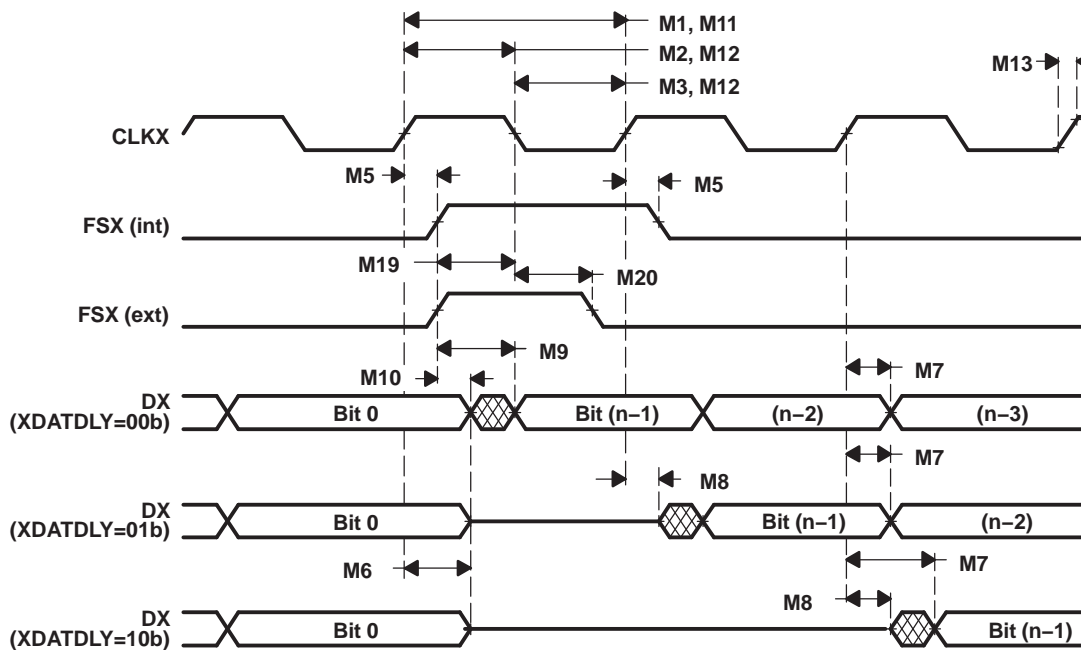 M1, M11
M2, M12
M13
M3, M12
CLKX
M5
M5
FSX (int)
M19
M20
FSX (ext)
M9
M10
M7
DX
(XDATDLY=00b)
Bit 0
Bit (n−1)
(n−2)
(n−3)
M7
M8
DX
(XDATDLY=01b)
Bit 0
Bit (n−1)
(n−2)
M6
M7
M8
DX
(XDATDLY=10b)
Bit 0
Bit (n−1)